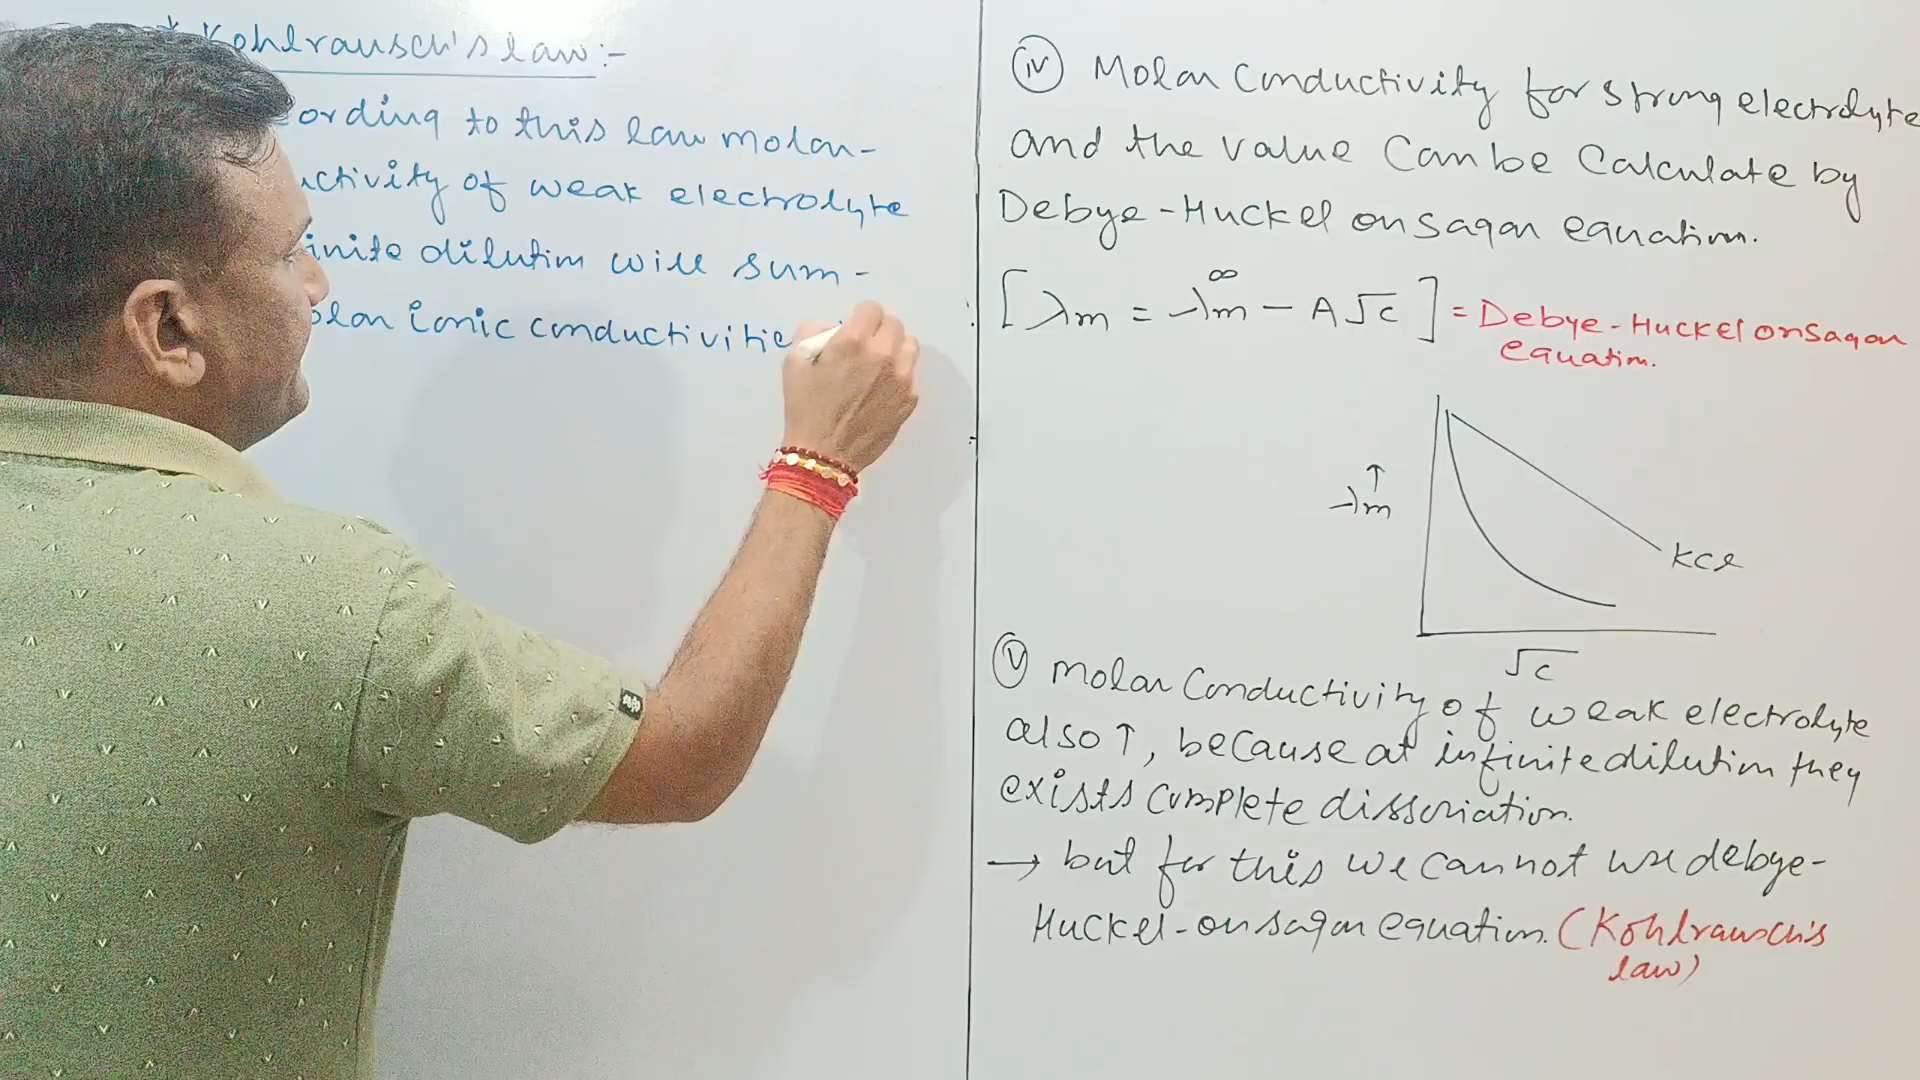 Kohlrausch's law:-
ording to this law molar-
uctivity of weak electrolyte
inite dilution will sum-
olar ionic conductivitie
(iv) Molar Conductivity for strong electrolyte
and the value Can be Calculate by
Debye-Huckel onsagar equation.
[λm = λm∞ - A√c] = Debye-Huckel onsagar
equation.
λm ↑
KCl
√c
(v) Molar Conductivity of weak electrolyte
also ↑, because at infinite dilution they
exists complete dissociation.
→ but for this we cannot use debye-
Huckel-onsagar equation. (Kohlrausch's
law)